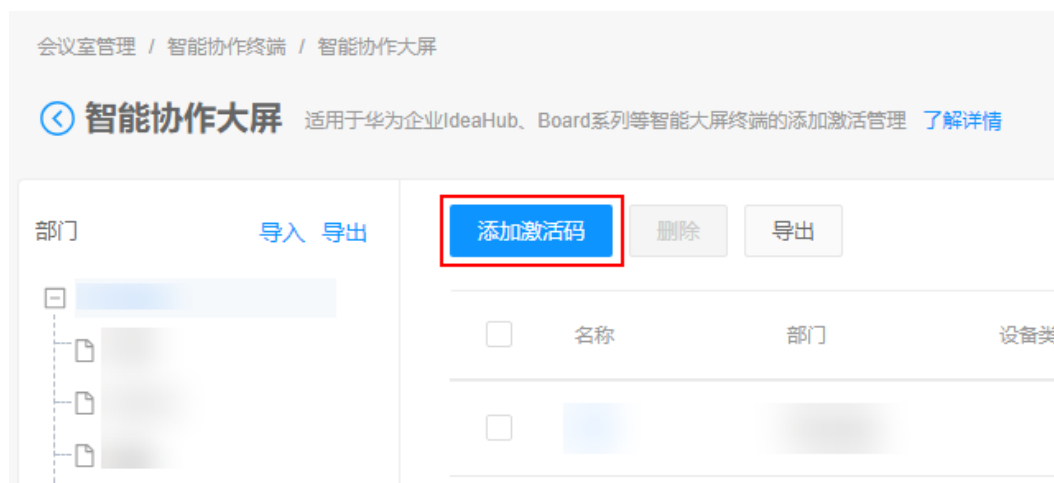 会议室管理 / 智能协作终端 / 智能协作大屏
智能协作大屏 适用于华为企业IdeaHub、Board系列等智能大屏终端的添加激活管理 了解详情
部门 导入 导出 添加激活码 删除 导出
名称 部门 设备类